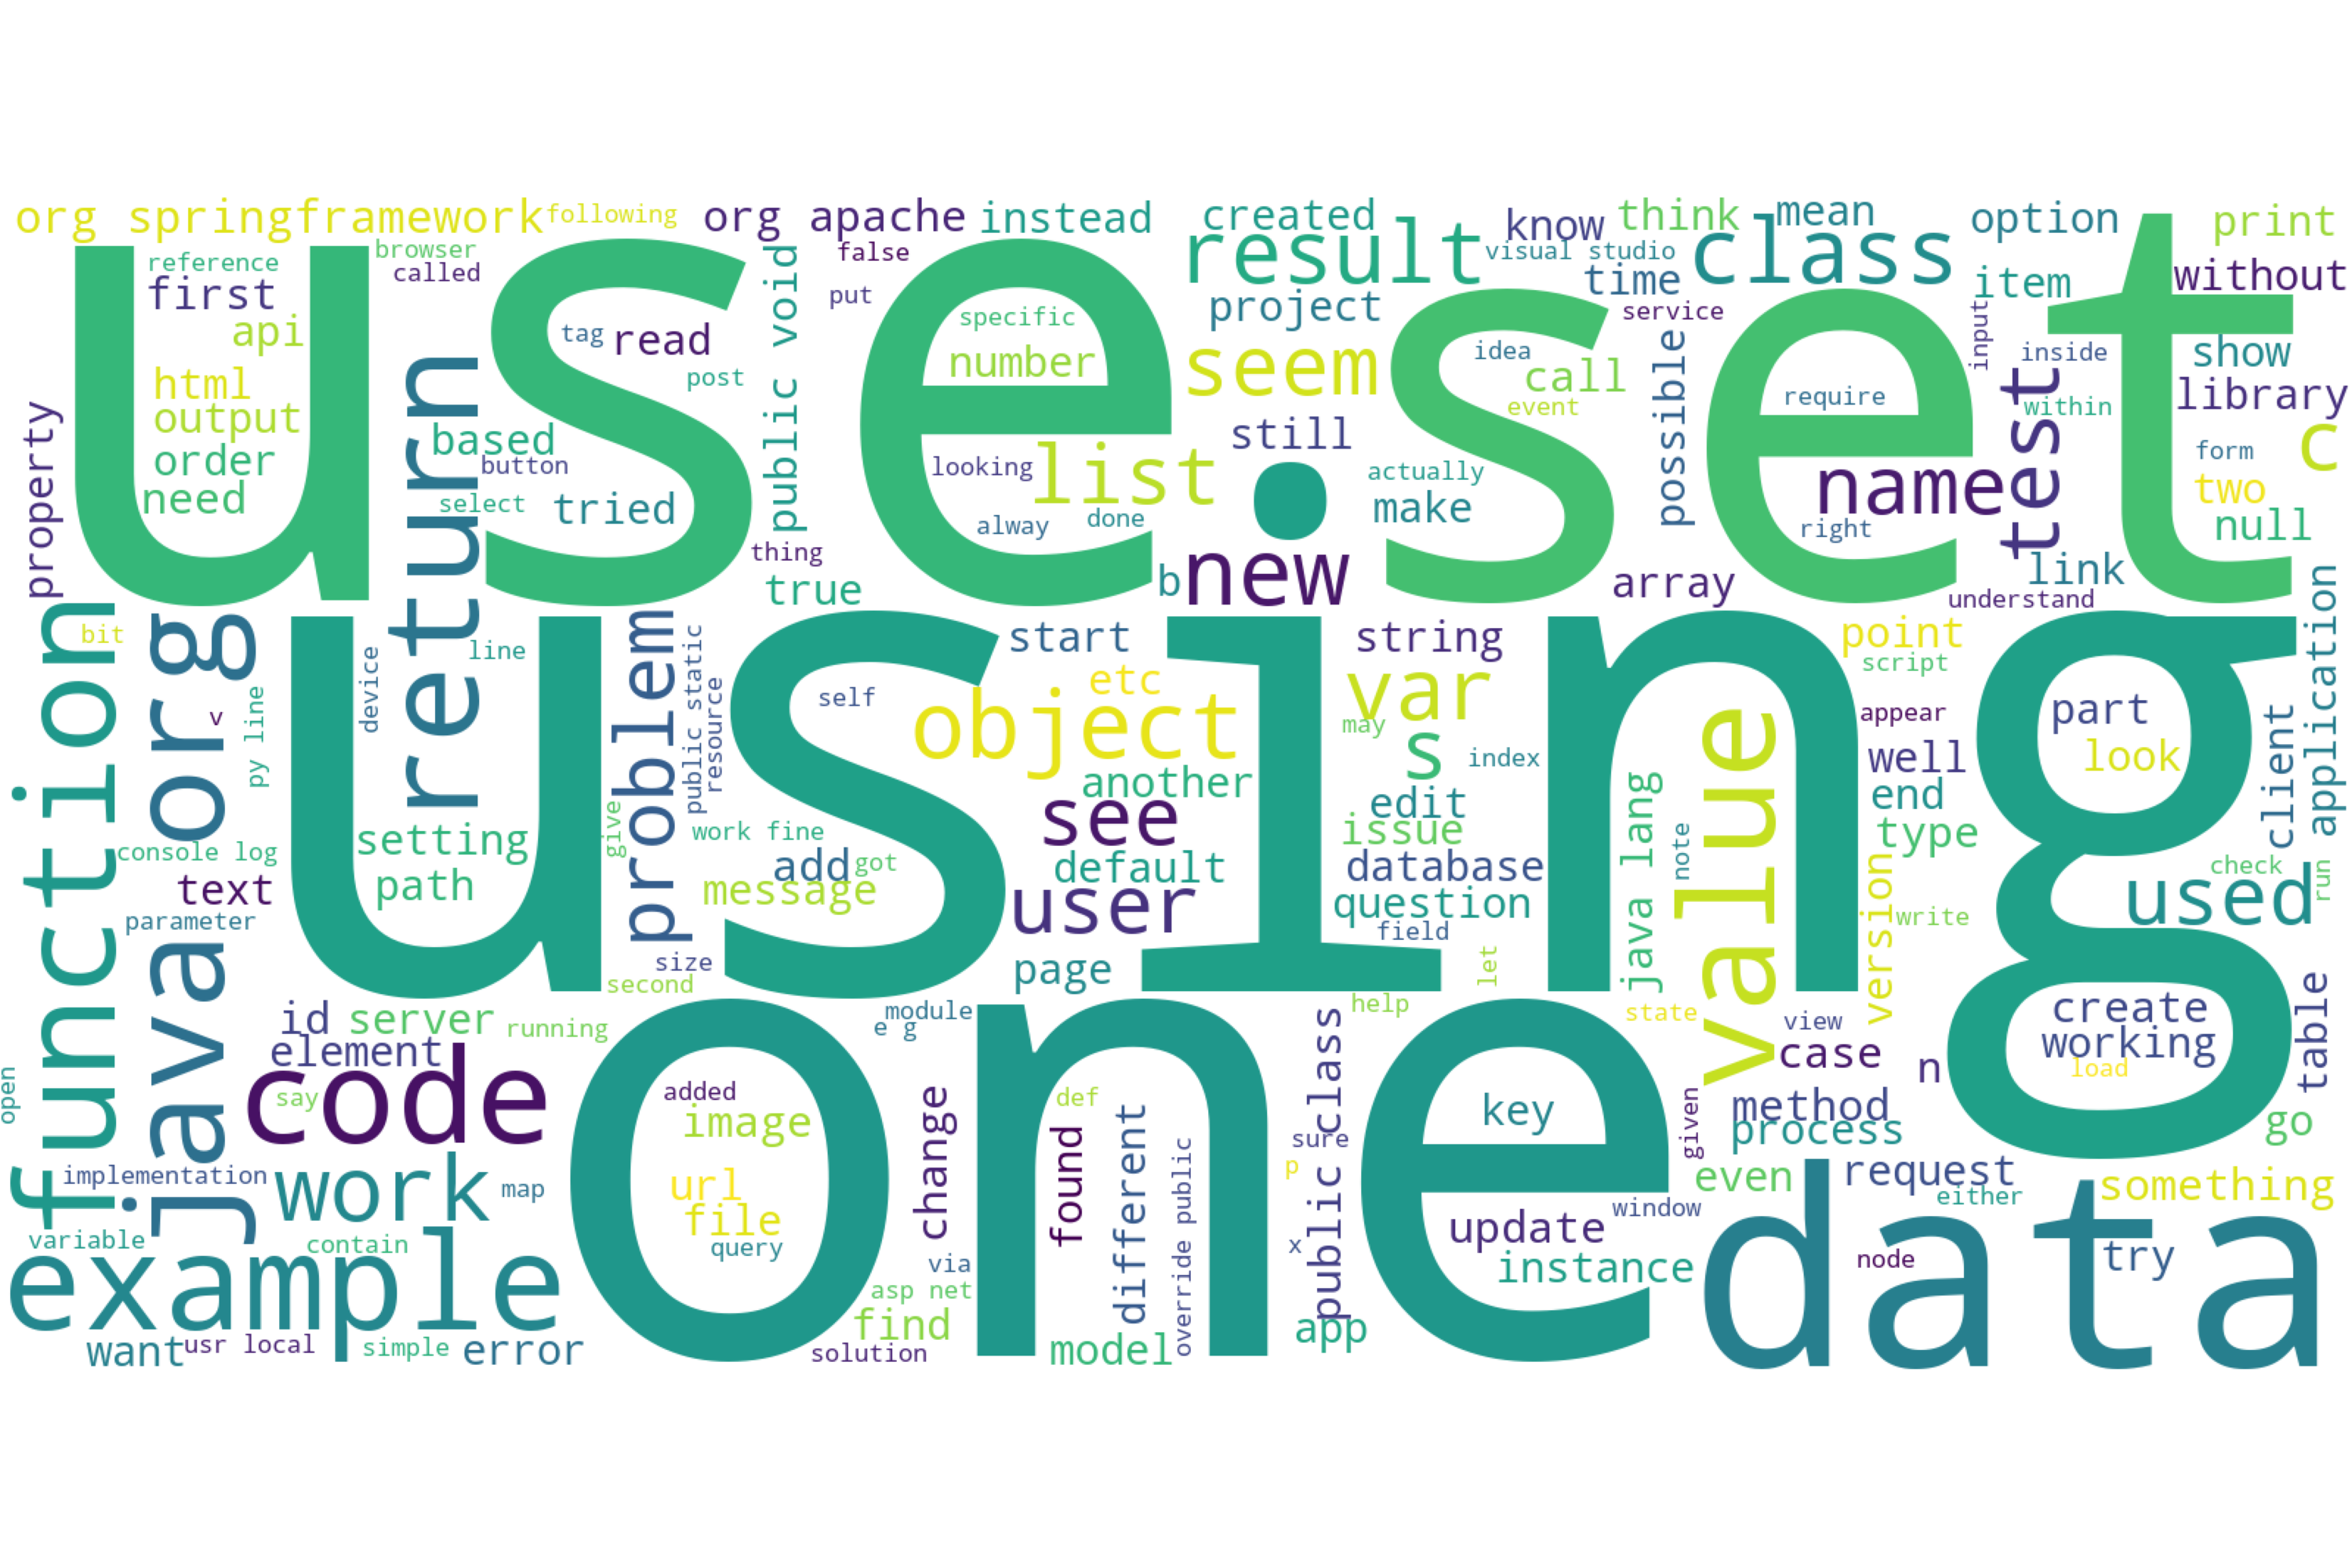 org springframework
following
org apache
instead
created
know
think
mean
option
print
reference
browser
called
false
result
visual studio
class
time
item
without
first
put
project
service
api
tag
read
specific
number
public void
seem
idea
call
event
possible
input
inside
show
html
output
order
need
return
based
button
select
tried
post
use
set
looking
list
alway
done
still
actually
make
require
name
right
test
within
library
c
form
two
null
property
thing
true
b
new
array
link
understand
function
bit
java
org
v
py line
device
line
problem
public static
resource
self
start
string
etc
var
object
may
s
index
point
script
appear
part
look
client
application
using
setting
path
give
work fine
add
got
message
another
see
default
user
edit
issue
database
question
field
java lang
note
value
well
end
type
version
write
check
used
run
console log
text
parameter
size
second
page
let
help
state
view
create
working
load
table
id
server
running
element
module
e g
case
n
open
say
code
added
image
def
change
found
different
public class
sure
key
given
method
process
go
implementation
work
map
url
file
query
override public
p
x
even
request
either
something
variable
contain
example
one
via
asp net
find
update
window
instance
data
node
try
want
usr local
simple
error
solution
model
app